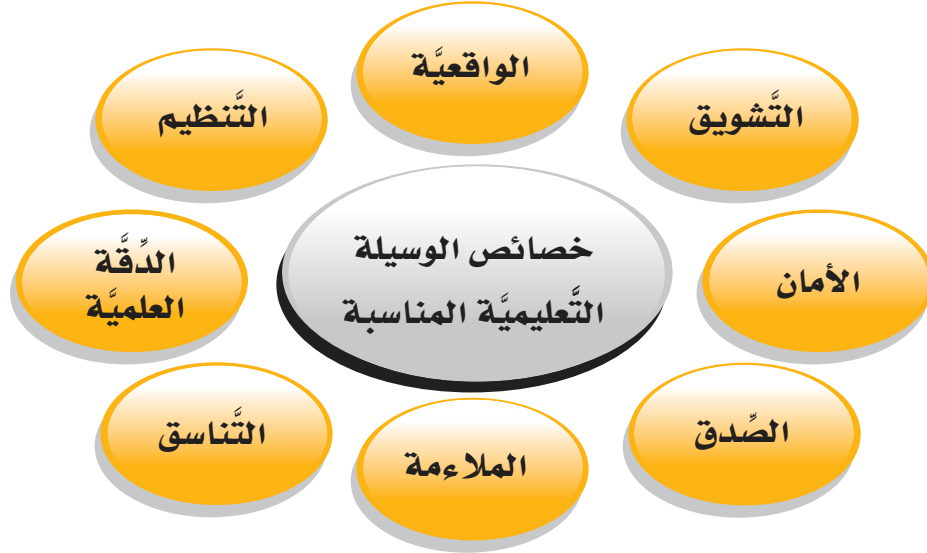 الواقعيَّة
التَّشويق
التَّنظيم
خصائص الوسيلة
التَّعليميَّة المناسبة
الأمان
الدِّقَّة
العلميَّة
الصِّدق
الملاءمة
التَّناسق